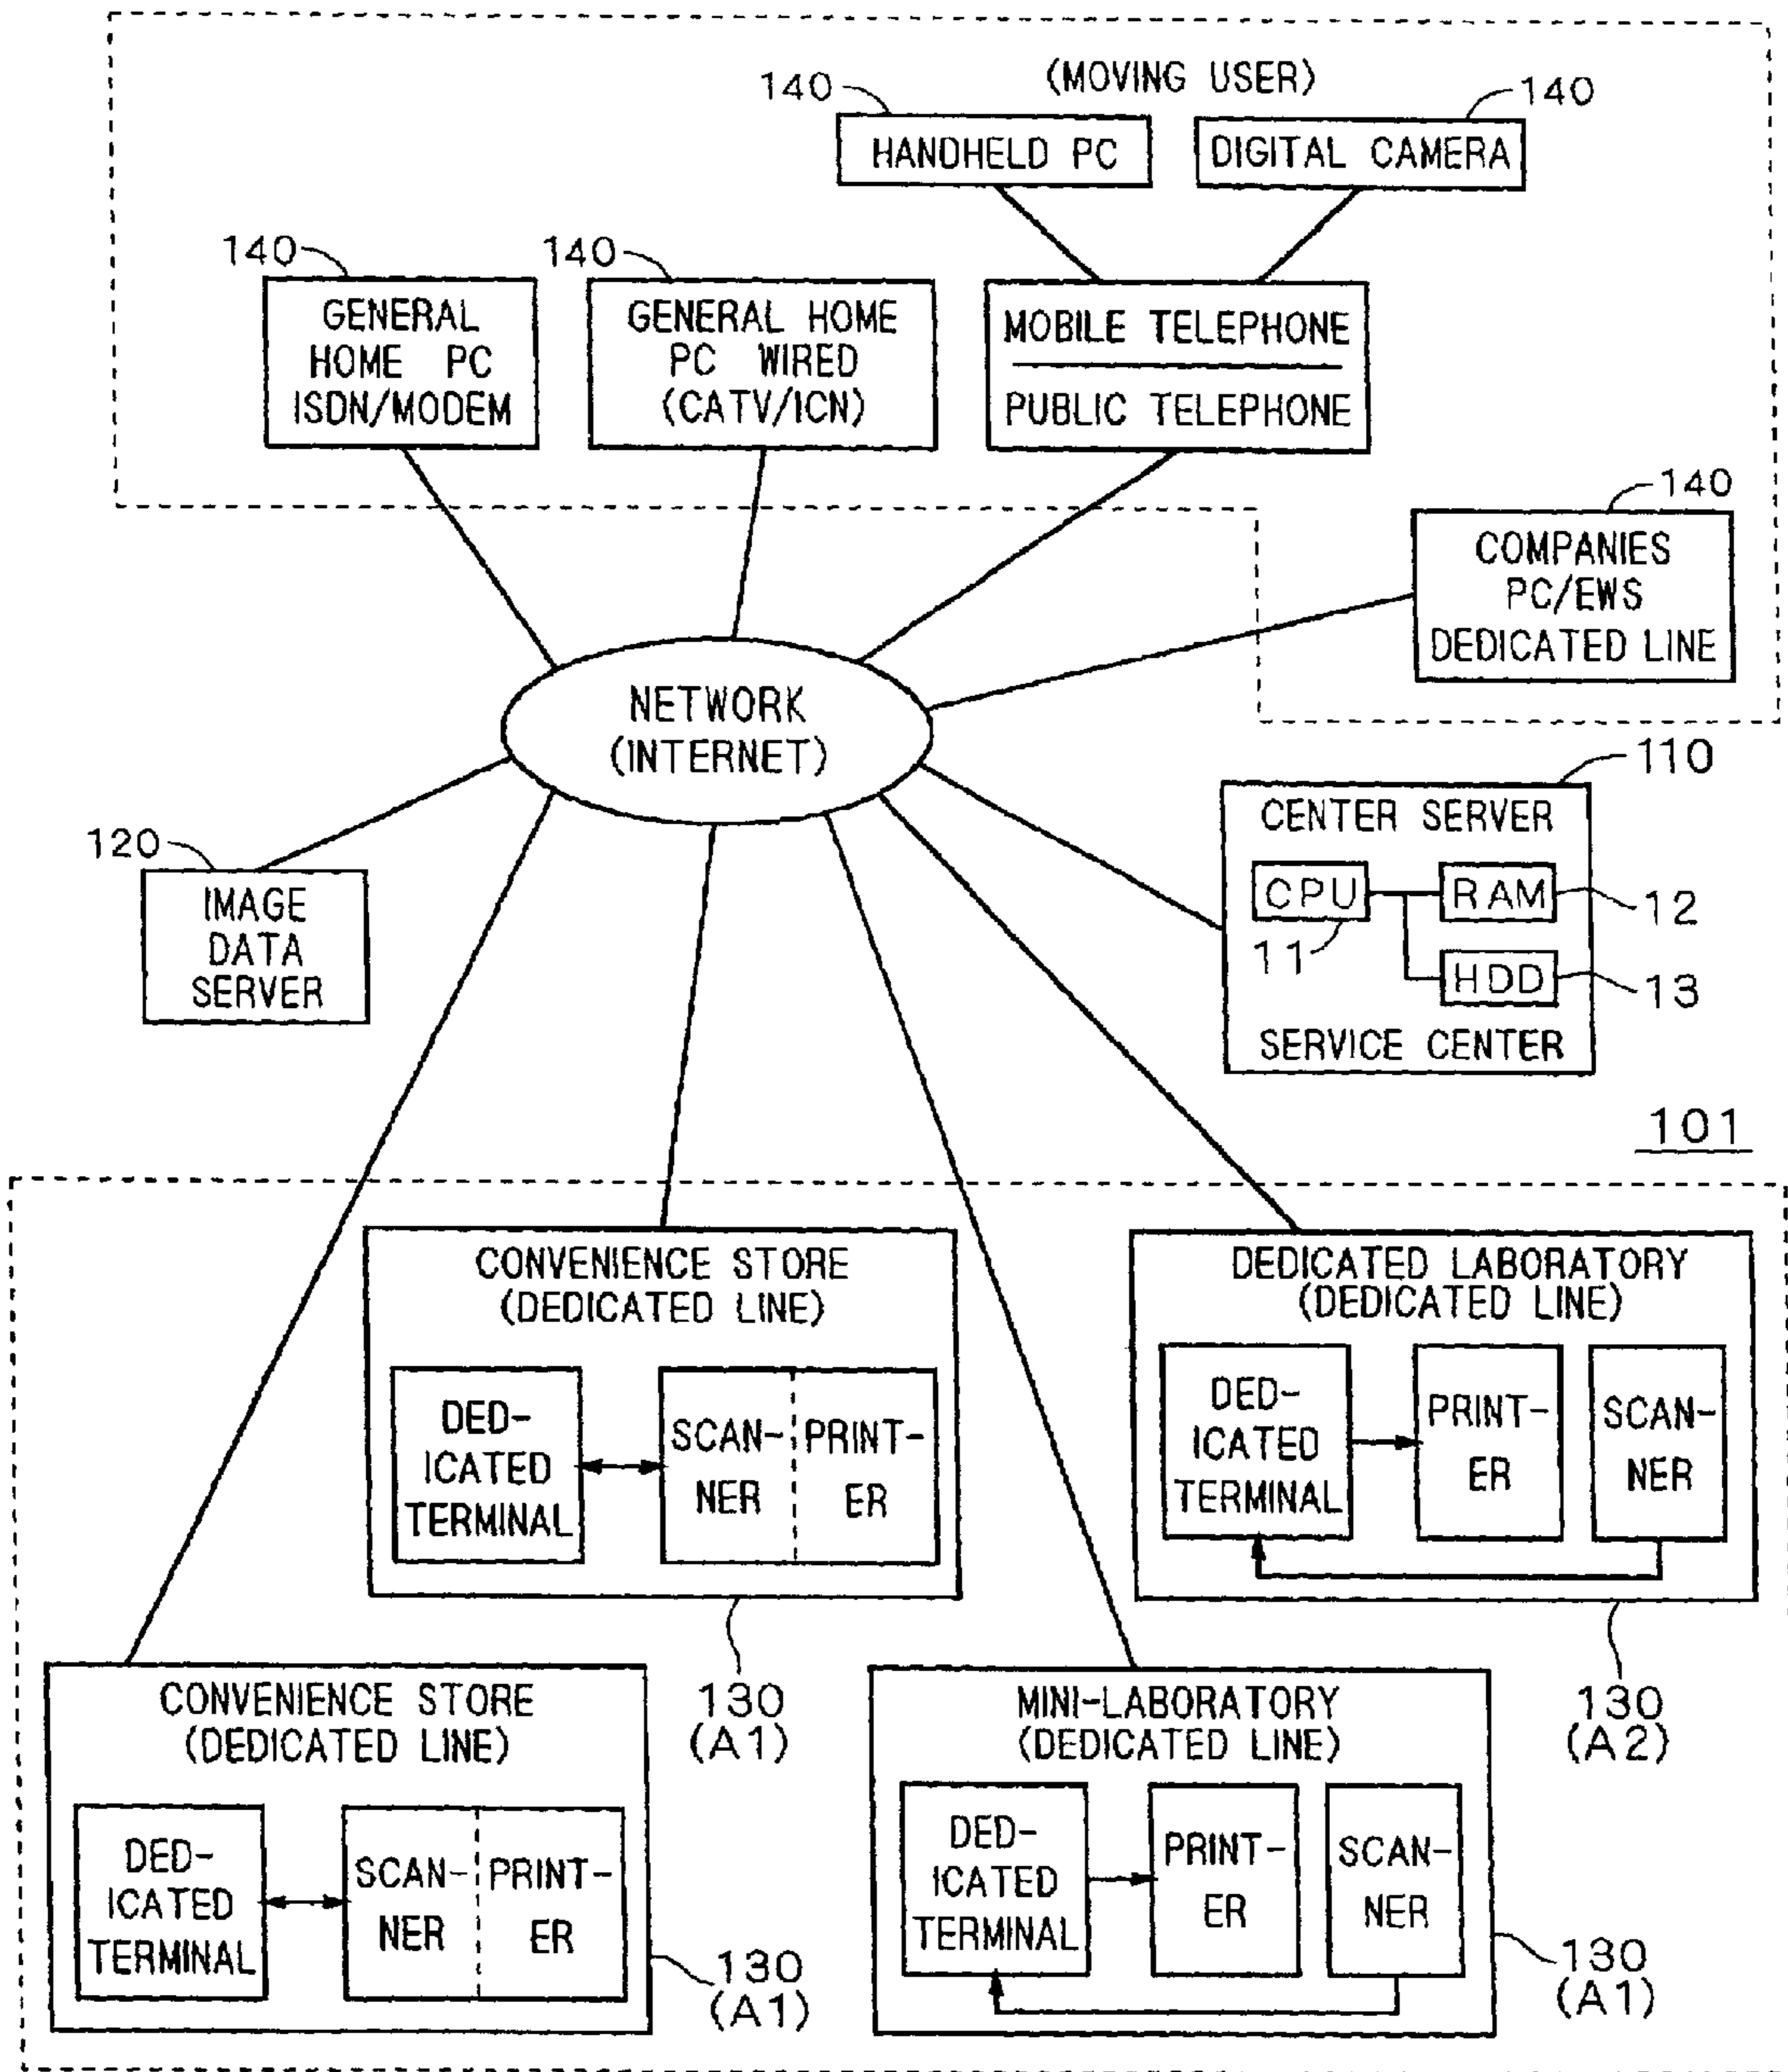 (MOVING USER)
140
140
HANDHELD PC
DIGITAL CAMERA
140
140
GENERAL
HOME PC
ISDN/MODEM
GENERAL HOME
PC WIRED
(CATV/ICN)
MOBILE TELEPHONE
PUBLIC TELEPHONE
140
COMPANIES
PC/EWS
DEDICATED LINE
NETWORK
(INTERNET)
110
CENTER SERVER
CPU
RAM
12
11
HDD
13
SERVICE CENTER
120
IMAGE
DATA
SERVER
101
CONVENIENCE STORE
(DEDICATED LINE)
DED-
ICATED
TERMINAL
SCAN-
NER
PRINT-
ER
130
(A1)
DEDICATED LABORATORY
(DEDICATED LINE)
DED-
ICATED
TERMINAL
PRINT-
ER
SCAN-
NER
130
(A2)
CONVENIENCE STORE
(DEDICATED LINE)
DED-
ICATED
TERMINAL
SCAN-
NER
PRINT-
ER
130
(A1)
MINI-LABORATORY
(DEDICATED LINE)
DED-
ICATED
TERMINAL
PRINT-
ER
SCAN-
NER
130
(A1)